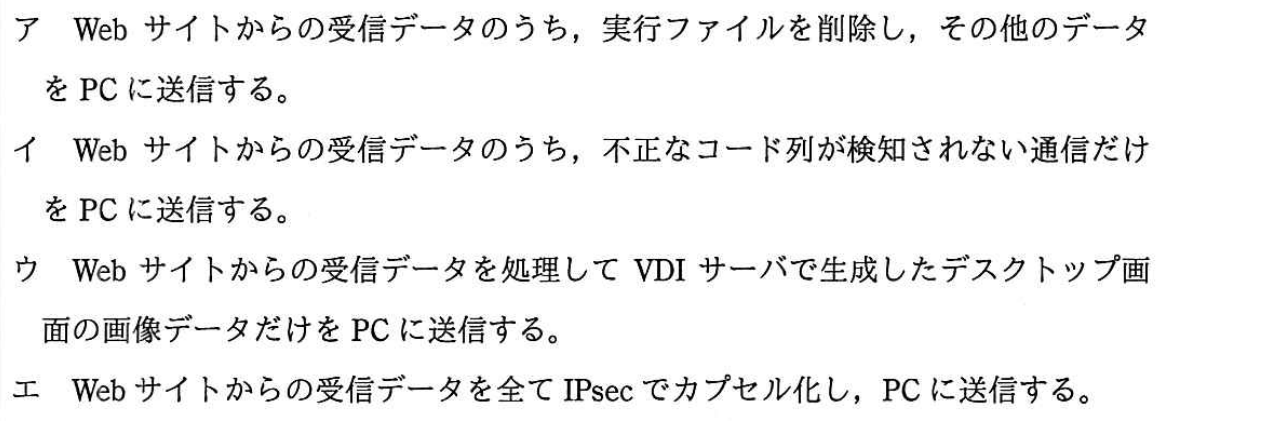 ア　Web サイトからの受信データのうち，実行ファイルを削除し，その他のデータ
を PC に送信する。
イ　Web サイトからの受信データのうち，不正なコード列が検知されない通信だけ
を PC に送信する。
ウ　Web サイトからの受信データを処理して VDI サーバで生成したデスクトップ画
面の画像データだけを PC に送信する。
エ　Web サイトからの受信データを全て IPsec でカプセル化し，PC に送信する。